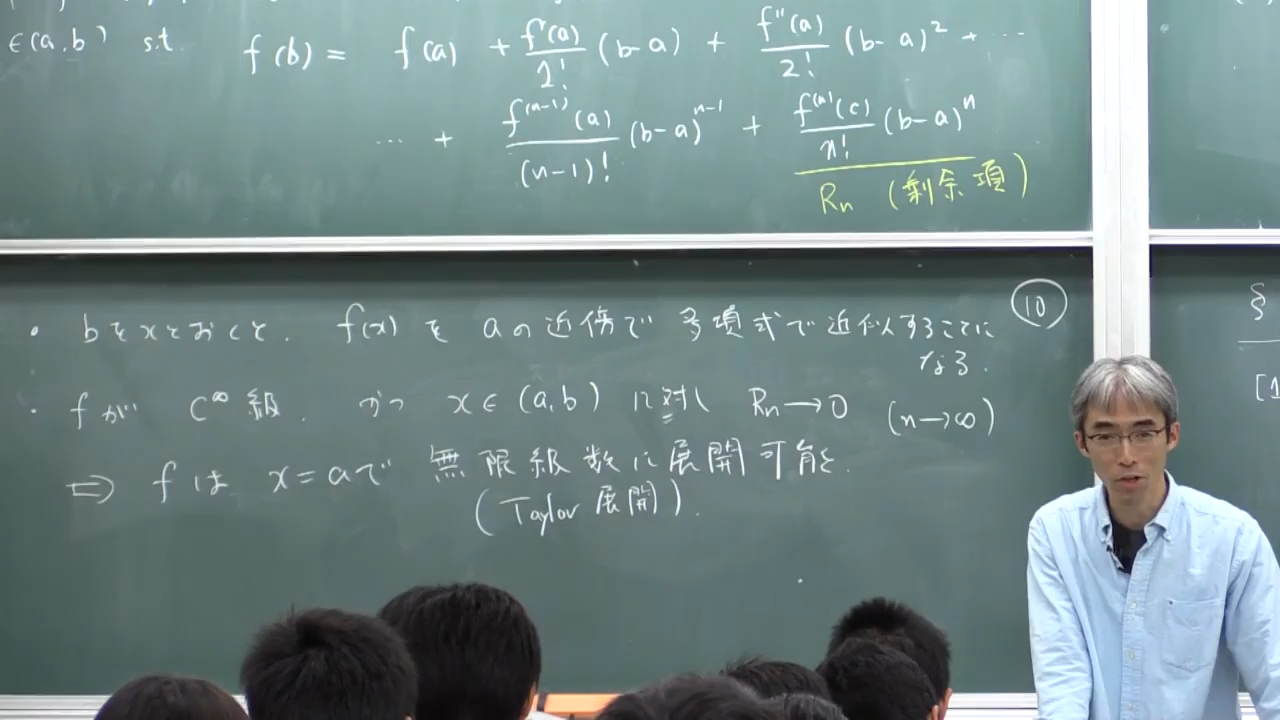 ∈(a,b) s.t. f(b) = f(a) + f'(a)/1! (b-a) + f''(a)/2! (b-a)² + ...
... + f⁽ⁿ⁻¹⁾(a)/(n-1)! (b-a)ⁿ⁻¹ + f⁽ⁿ⁾(c)/n! (b-a)ⁿ
Rn (剰余項)
10
・ bをxとおくと. f(x) を aの近傍で 多項式で近似することに
なる.
・ fが C∞級. かつ x∈(a,b) に対し Rn→0 (n→∞)
⇒ fは x=aで 無限級数に展開可能と.
(Taylor展開).
§
[1